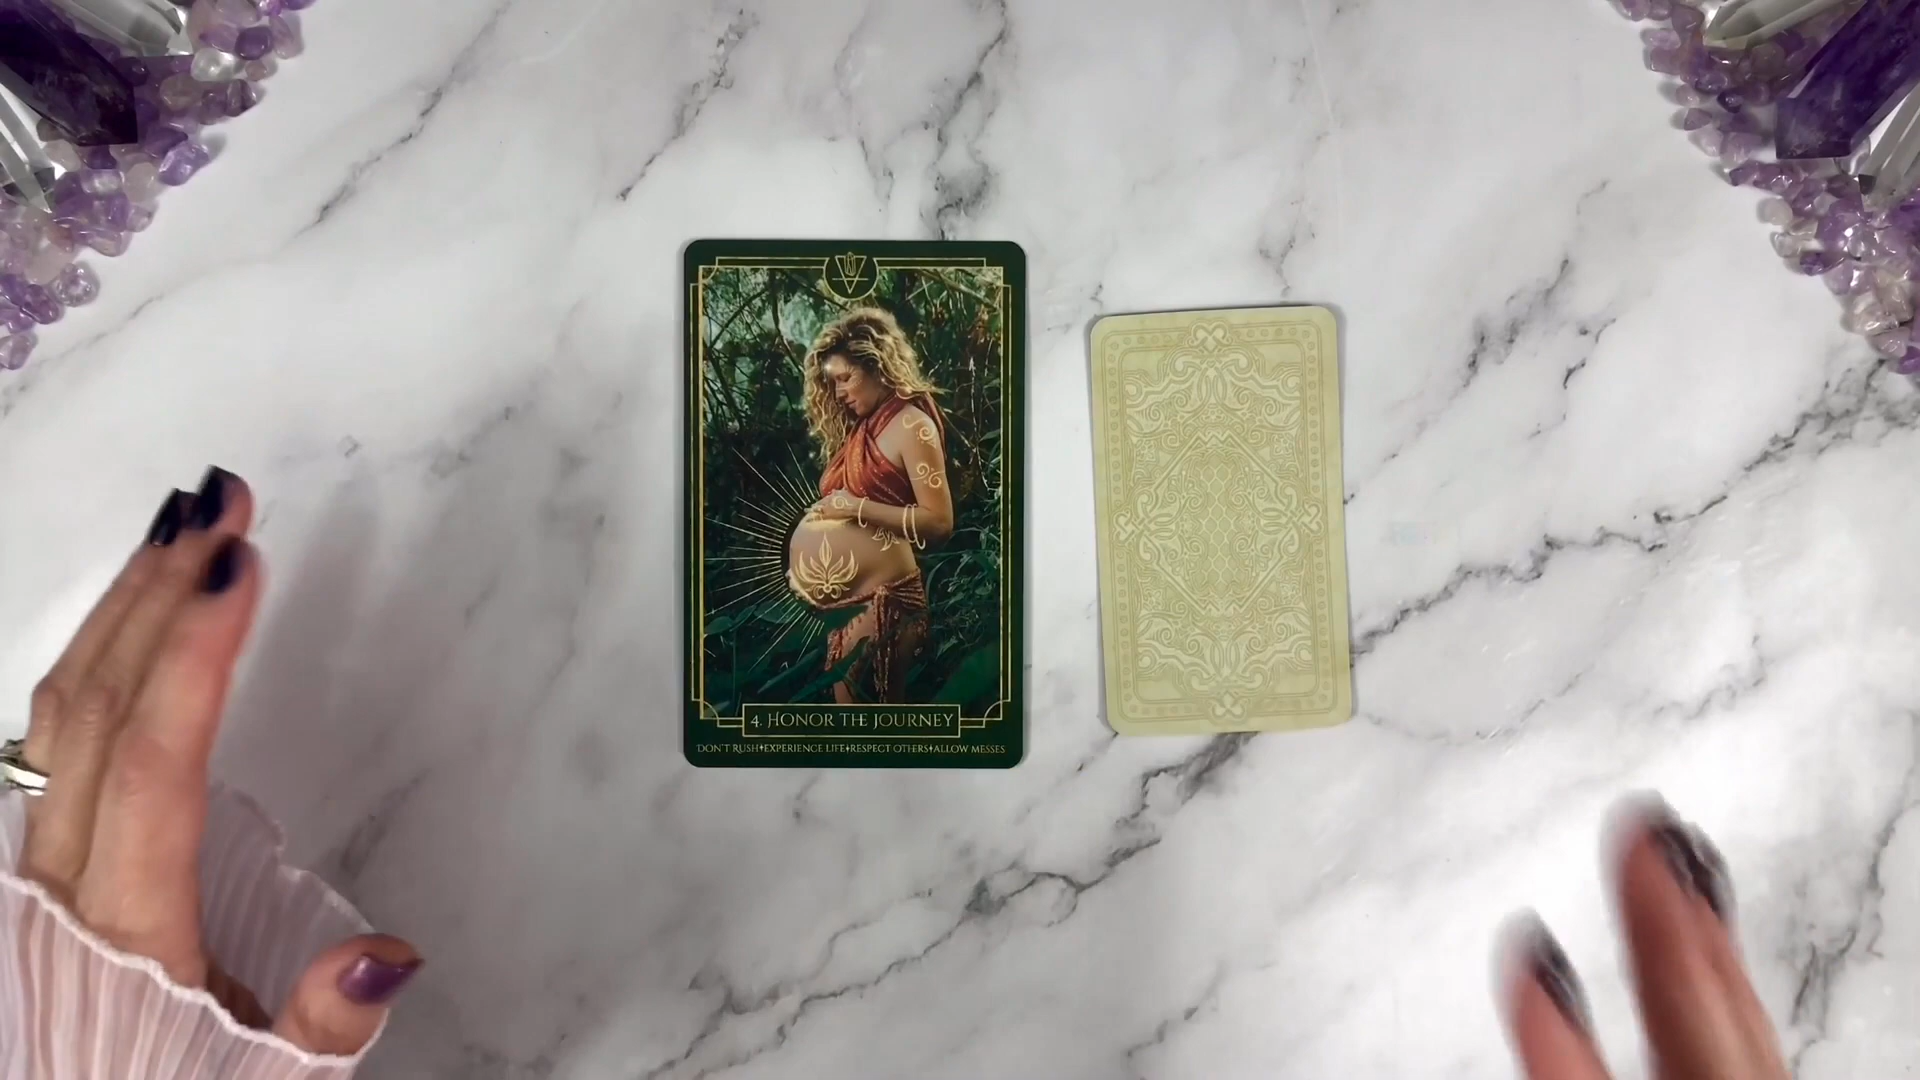 4. HONOR THE JOURNEY
DON'T RUSH✦EXPERIENCE LIFE✦RESPECT OTHERS✦ALLOW MESSES